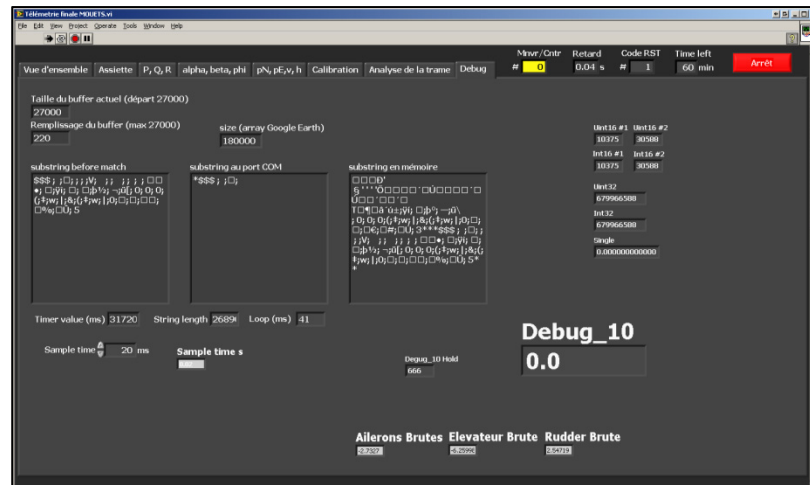 Télémetrie finale MOUETS.vi
File Edit View Project Operate Tools Window Help
Mnvr/Cntr Retard Code RST Time left
# 0 0.04 s # 1 60 min Arrêt
Vue d'ensemble Assiette P, Q, R alpha, beta, phi pN, pE,v, h Calibration Analyse de la trame Debug
Taille du buffer actuel (départ 27000)
27000
Remplissage du buffer (max 27000)
220
size (array Google Earth)
180000
Uint16 #1 Uint16 #2
10375 30588
Int16 #1 Int16 #2
10375 30588
Uint32
679966588
Int32
679966588
Single
0.000000000000
substring before match substring au port COM substring en mémoire
Timer value (ms) 31720 String length Loop (ms) 41
Sample time 20 ms
Sample time s
Degug_10 Hold
666
Debug_10
0.0
Ailerons Brutes Elevateur Brute Rudder Brute
-2.7327 -6.25998 2.54719